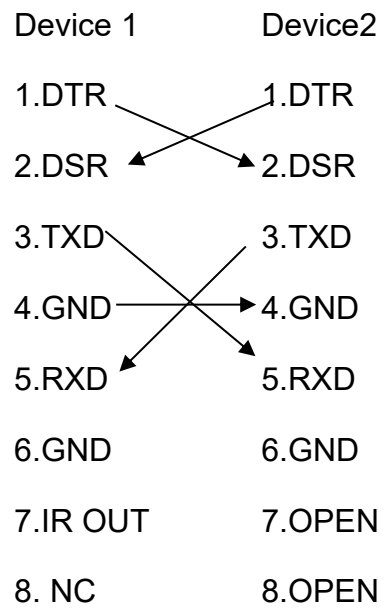 Device 1 Device2
1.DTR 1.DTR
2.DSR 2.DSR
3.TXD 3.TXD
4.GND 4.GND
5.RXD 5.RXD
6.GND 6.GND
7.IR OUT 7.OPEN
8. NC 8.OPEN